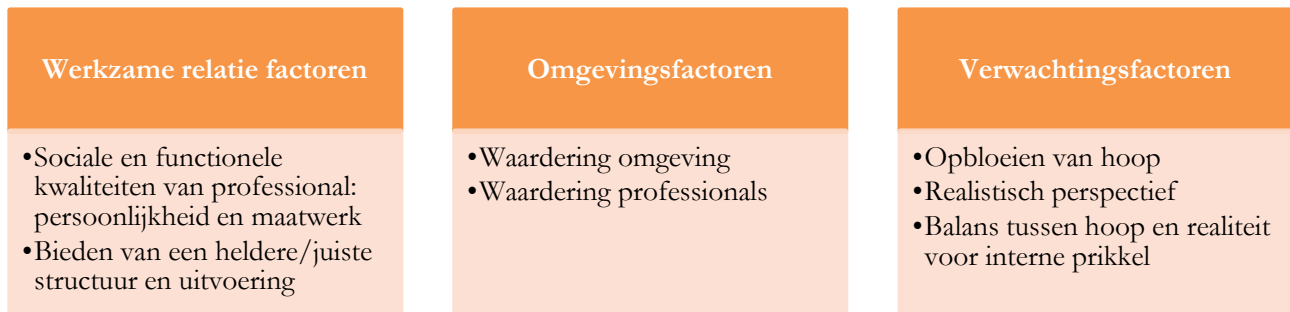 Werkzame relatie factoren
•Sociale en functionele
kwaliteiten van professional:
persoonlijkheid en maatwerk
•Bieden van een heldere/juiste
structuur en uitvoering
Omgevingsfactoren
•Waardering omgeving
•Waardering professionals
Verwachtingsfactoren
•Opbloeien van hoop
•Realistisch perspectief
•Balans tussen hoop en realiteit
voor interne prikkel